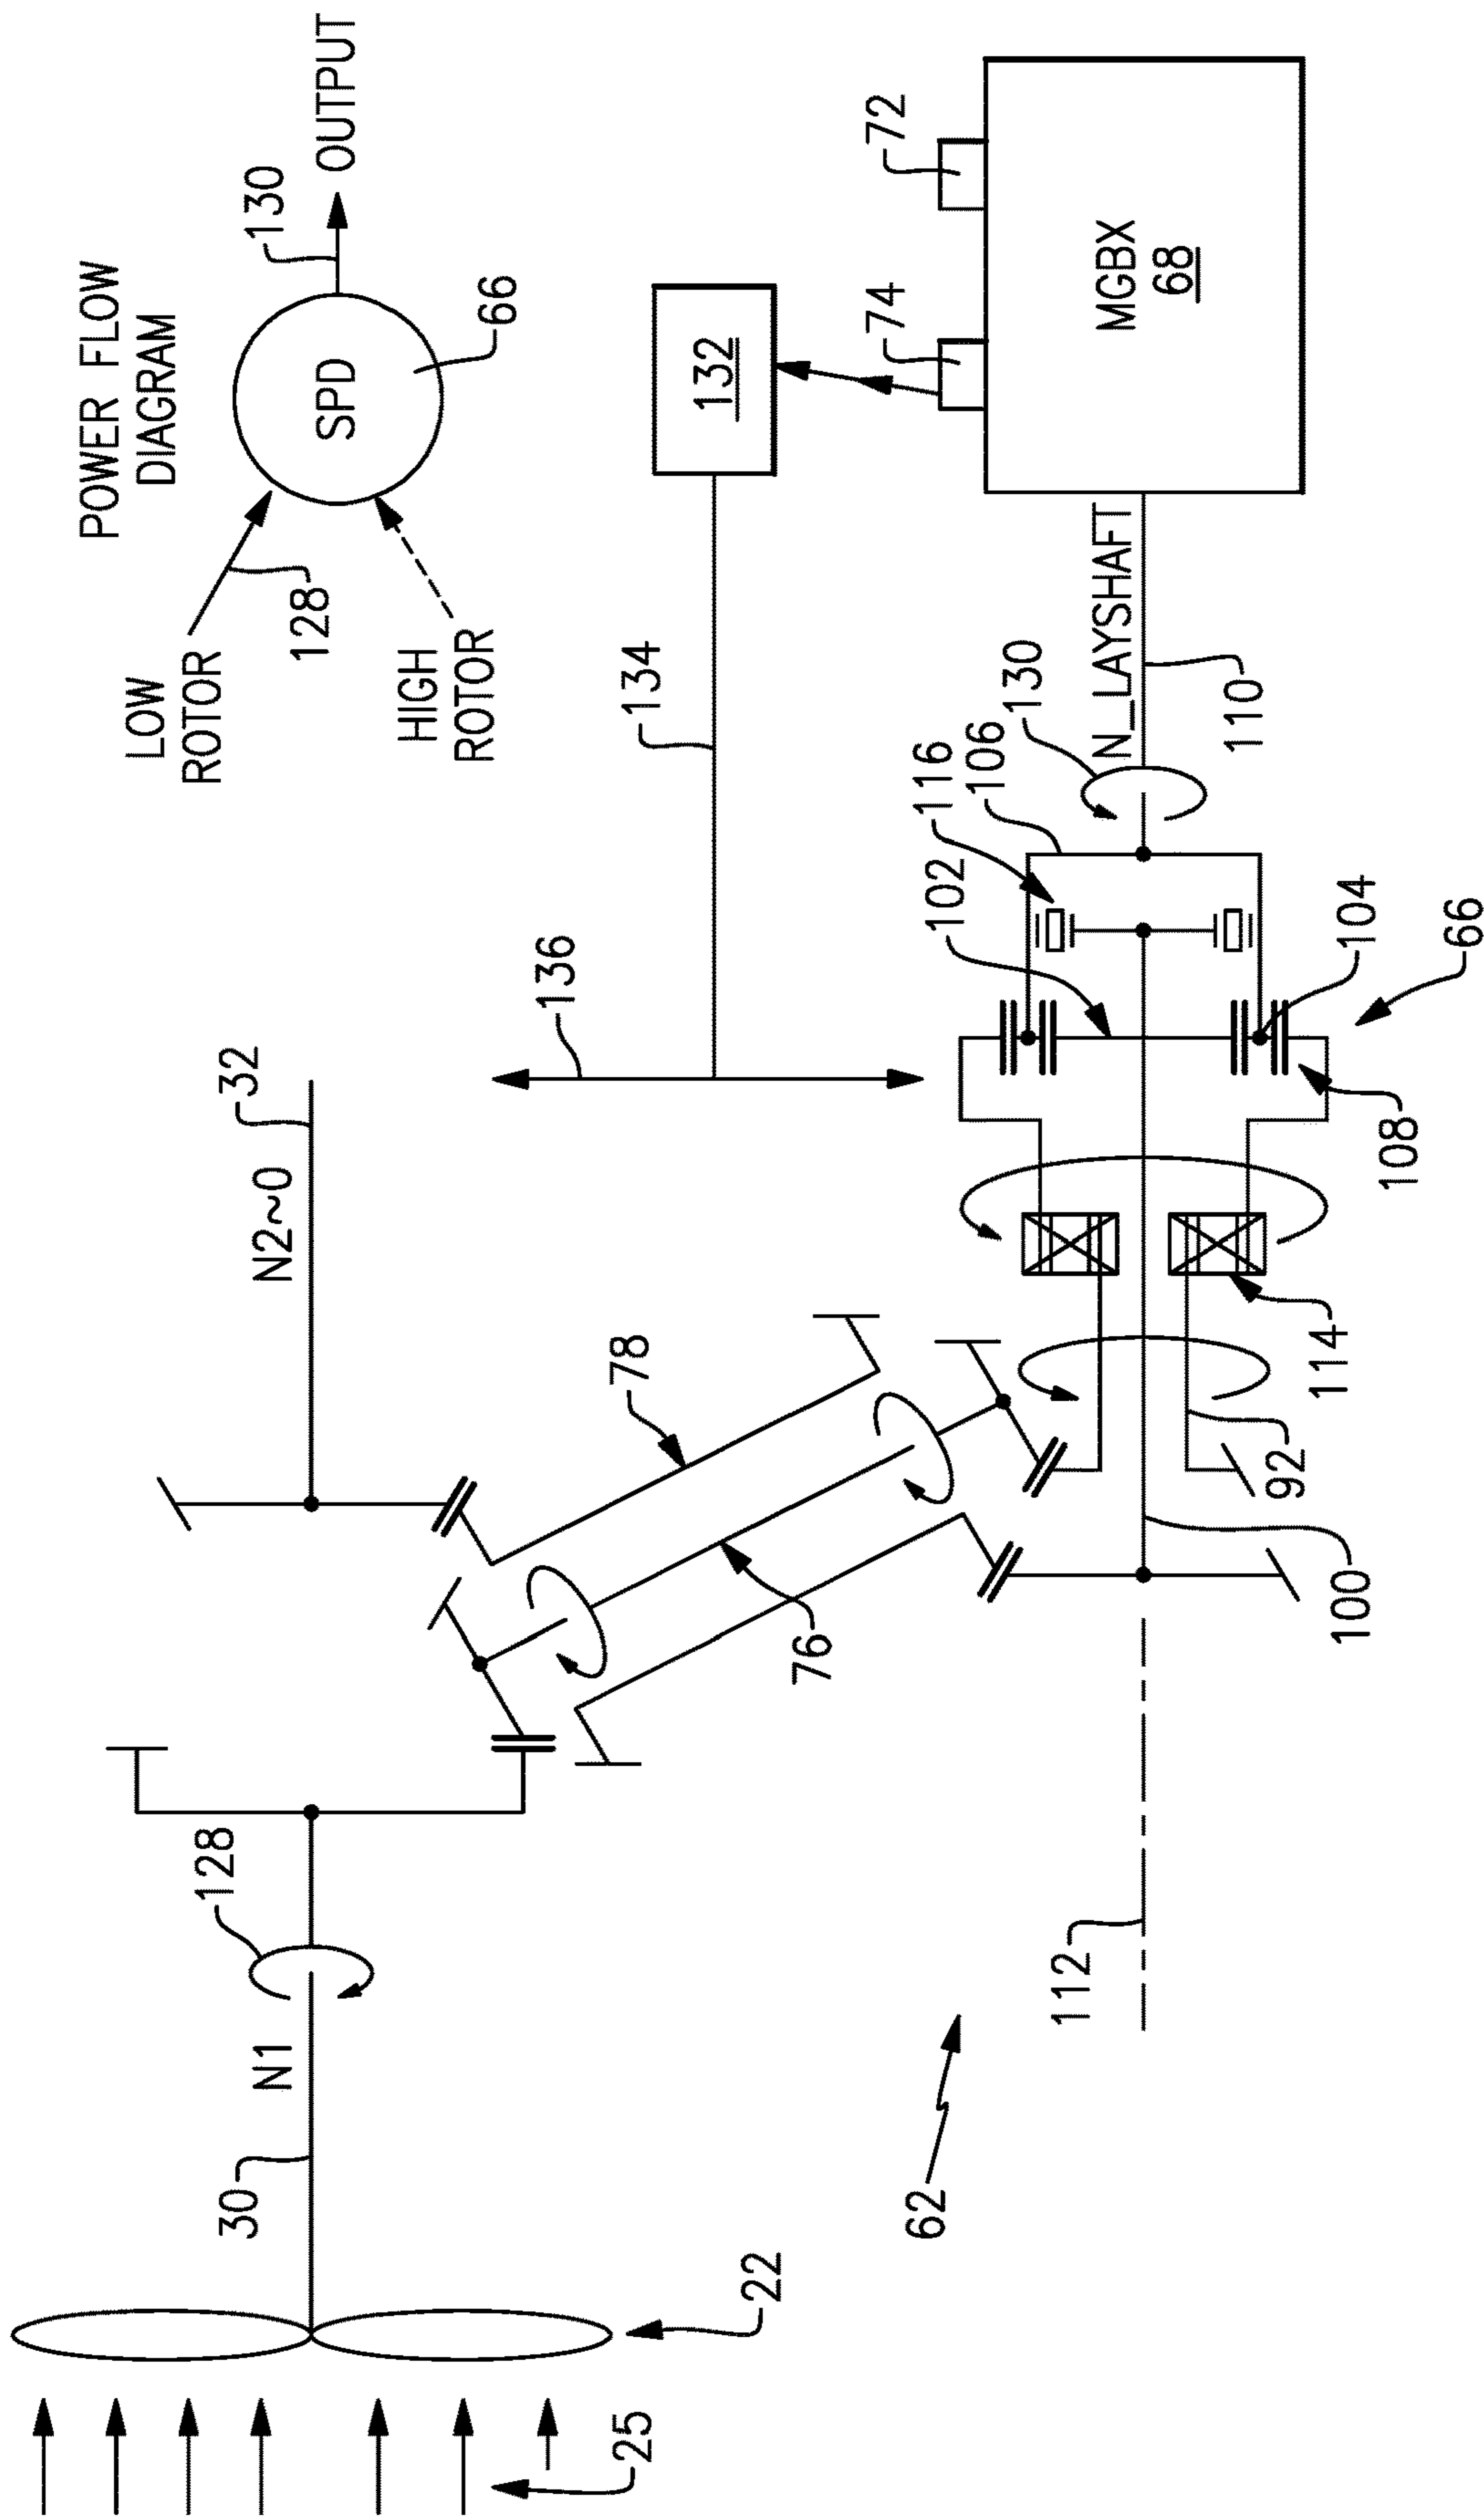 POWER FLOW
DIAGRAM
LOW
ROTOR
128
HIGH
ROTOR
SPD
66
130
OUTPUT
25
22
30
N1
128
N2~0
32
136
134
132
78
76
62
112
100
92
114
108
104
66
102
116
106
130
N_LAYSHAFT
110
74
72
MGBX
68